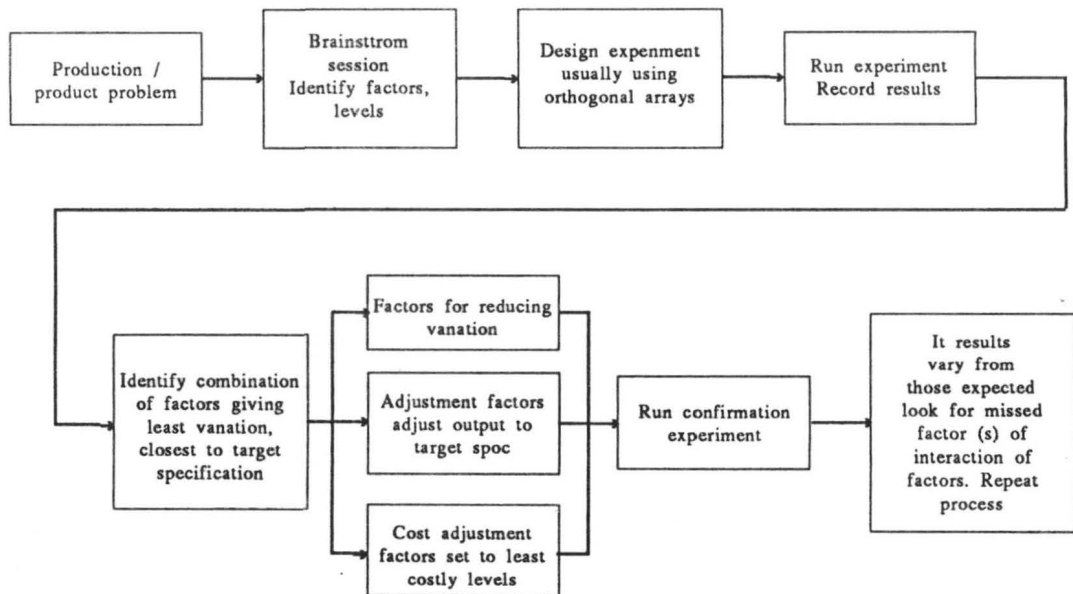 Production /
product problem
Brainsttrom
session
Identify factors,
levels
Design expenment
usually using
orthogonal arrays
Run experiment
Record results
Identify combination
of factors giving
least vanation,
closest to target
specification
Factors for reducing
vanation
Adjustment factors
adjust output to
target spoc
Cost adjustment
factors set to least
costly levels
Run confirmation
experiment
It results
vary from
those expected
look for missed
factor (s) of
interaction of
factors. Repeat
process